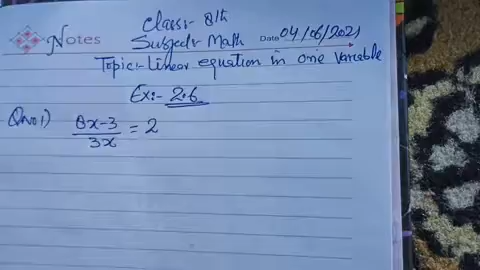 Class:- 8th
Notes Subject:- Math Date 04/06/2021
Topic:- Linear equation in one variable
Ex:- 2.6
Qno1) 8x-3/3x = 2